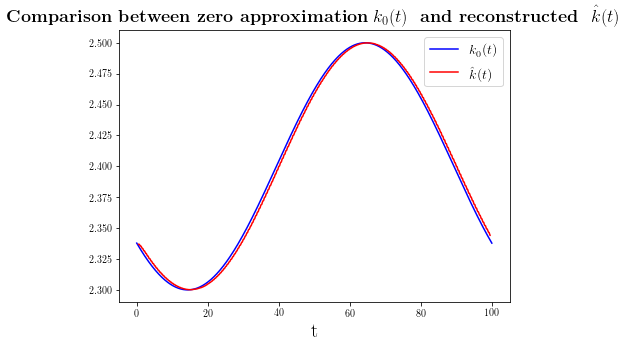 Comparison between zero approximation k₀(t) and reconstructed k̂(t)
2.500
2.475
2.450
2.425
2.400
2.375
2.350
2.325
2.300
k₀(t)
k̂(t)
0 20 40 60 80 100
t